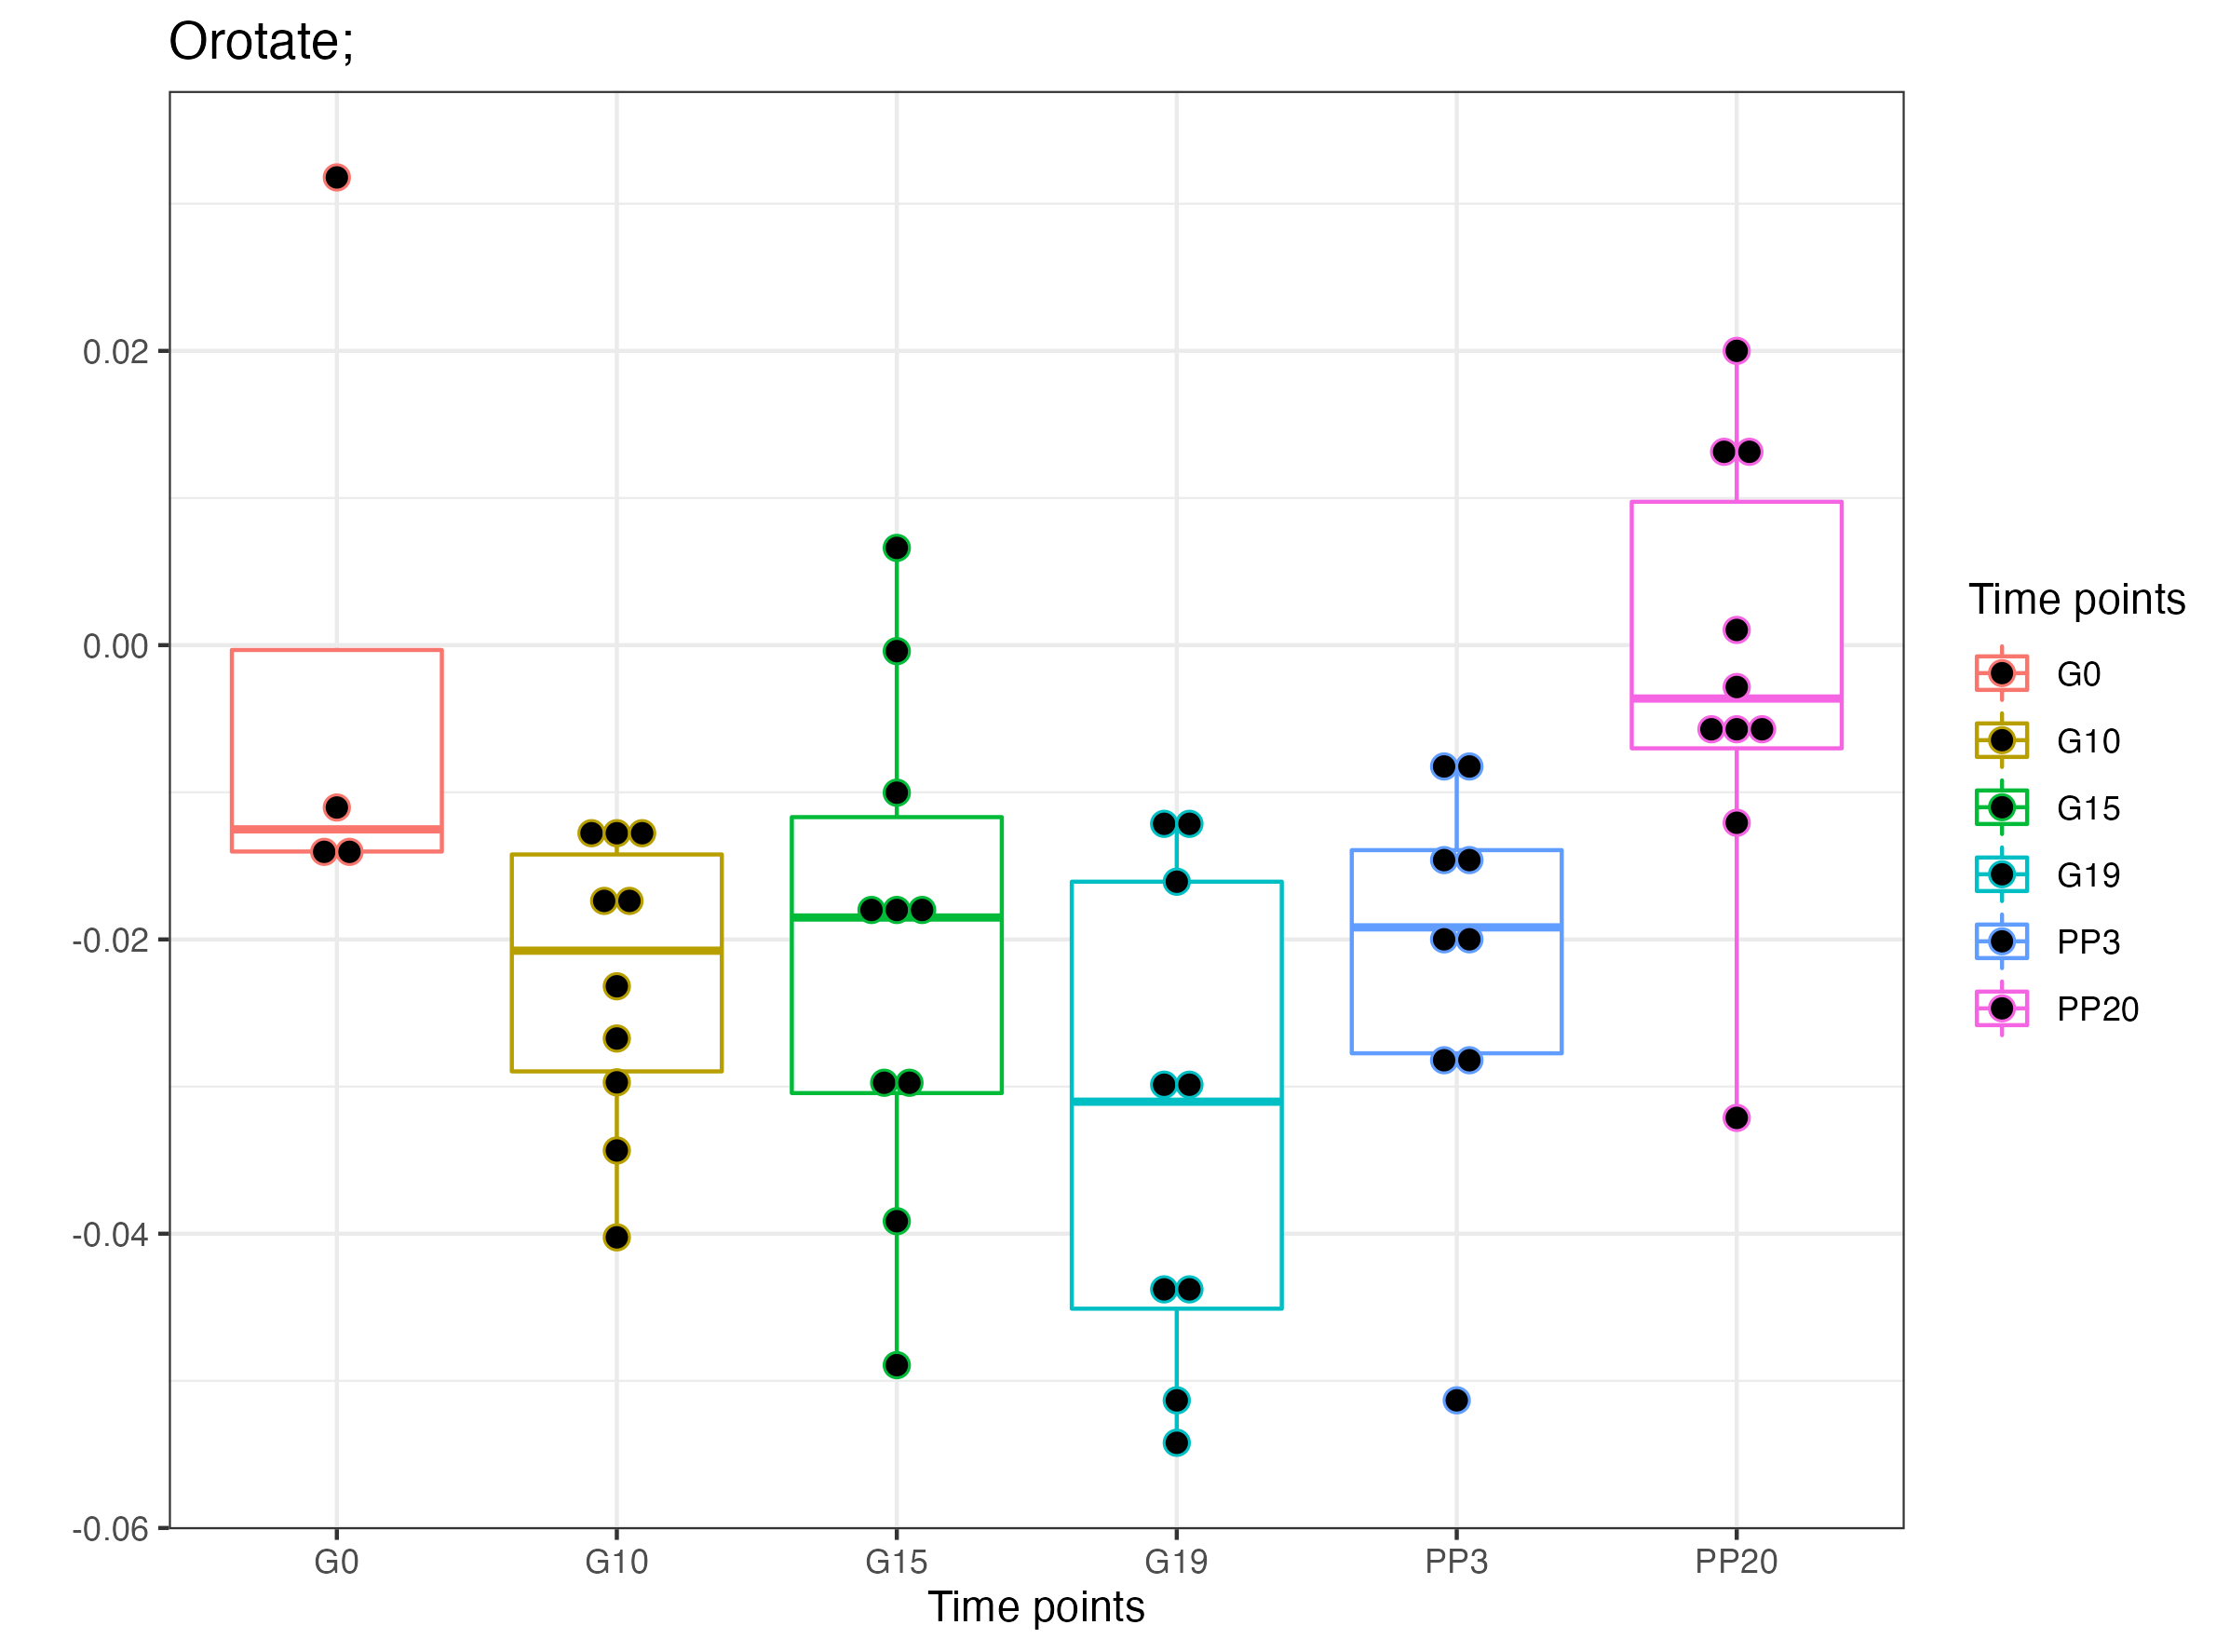 Orotate;
0.02
0.00
-0.02
-0.04
-0.06
G0 G10 G15 G19 PP3 PP20
Time points
Time points
G0
G10
G15
G19
PP3
PP20